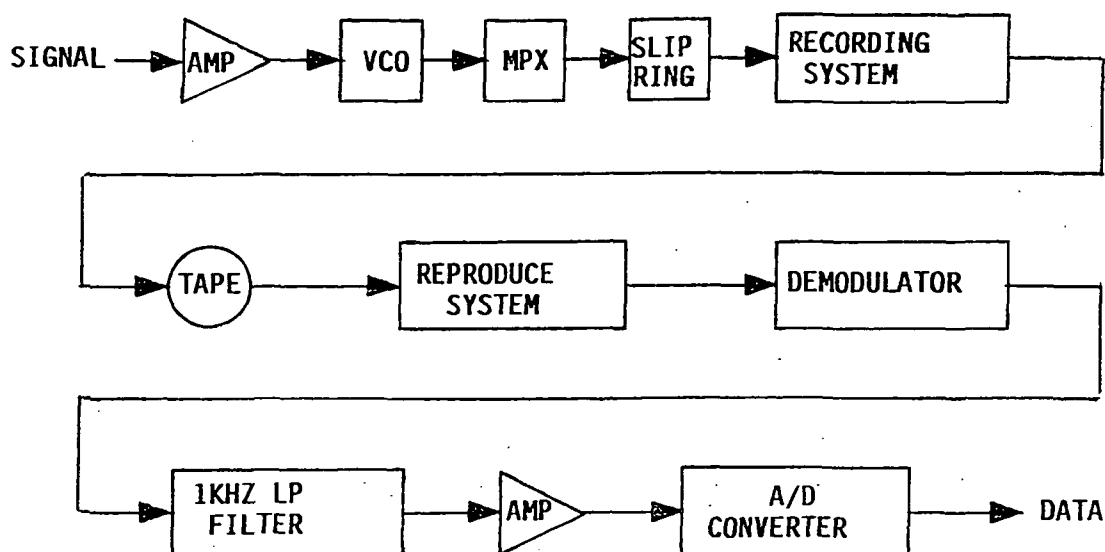 SIGNAL
AMP
VCO
MPX
SLIP
RING
RECORDING
SYSTEM
TAPE
REPRODUCE
SYSTEM
DEMODULATOR
1KHZ LP
FILTER
AMP
A/D
CONVERTER
DATA